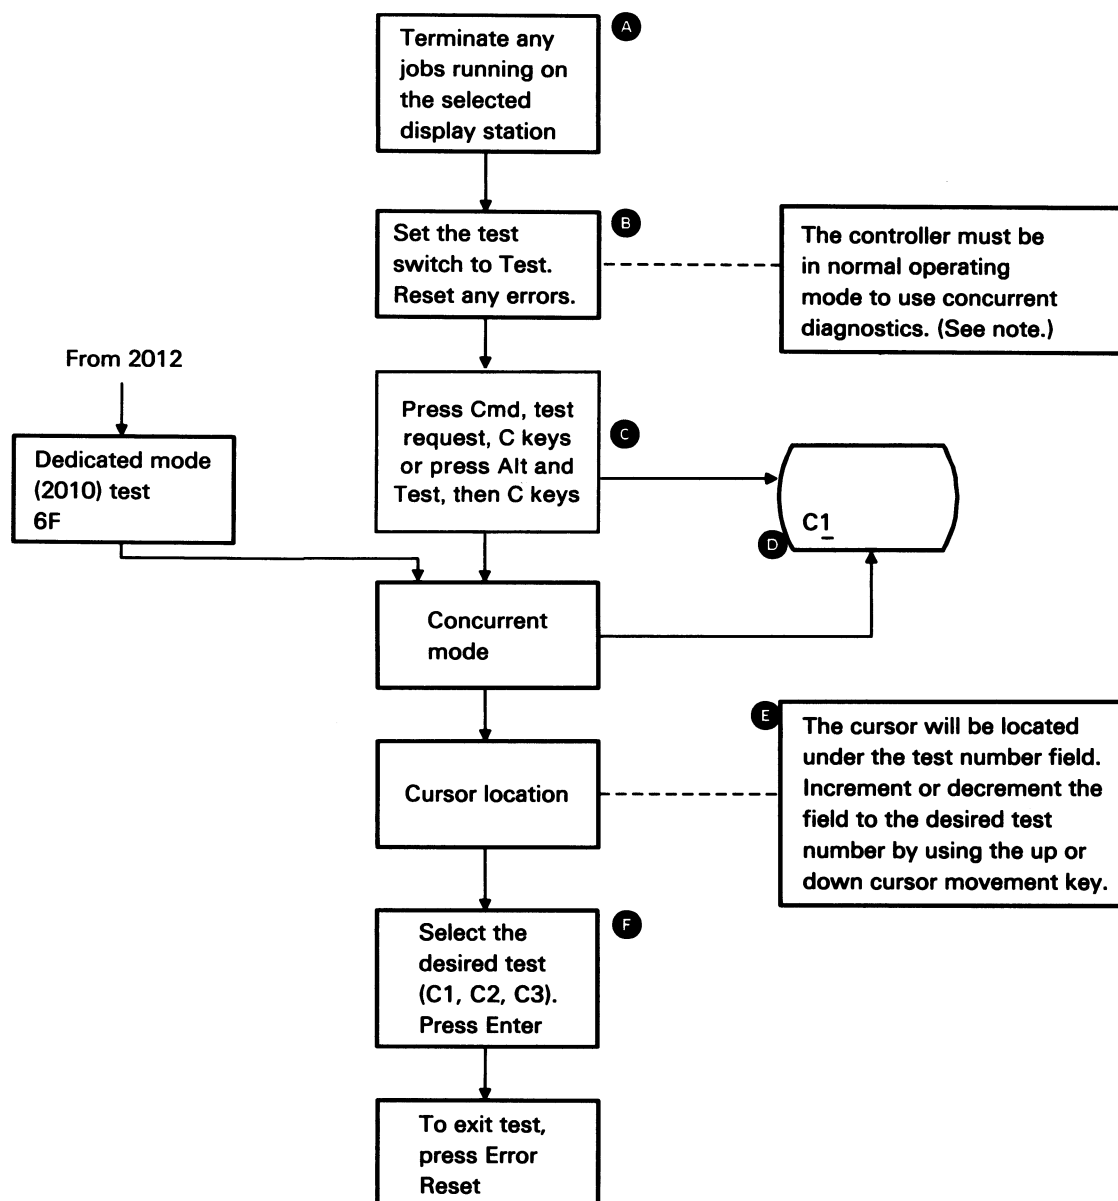 A
Terminate any
jobs running on
the selected
display station
B
Set the test
switch to Test.
Reset any errors.
The controller must be
in normal operating
mode to use concurrent
diagnostics. (See note.)
From 2012
Dedicated mode
(2010) test
6F
C
Press Cmd, test
request, C keys
or press Alt and
Test, then C keys
C1
D
Concurrent
mode
E
Cursor location
The cursor will be located
under the test number field.
Increment or decrement the
field to the desired test
number by using the up or
down cursor movement key.
F
Select the
desired test
(C1, C2, C3).
Press Enter
To exit test,
press Error
Reset